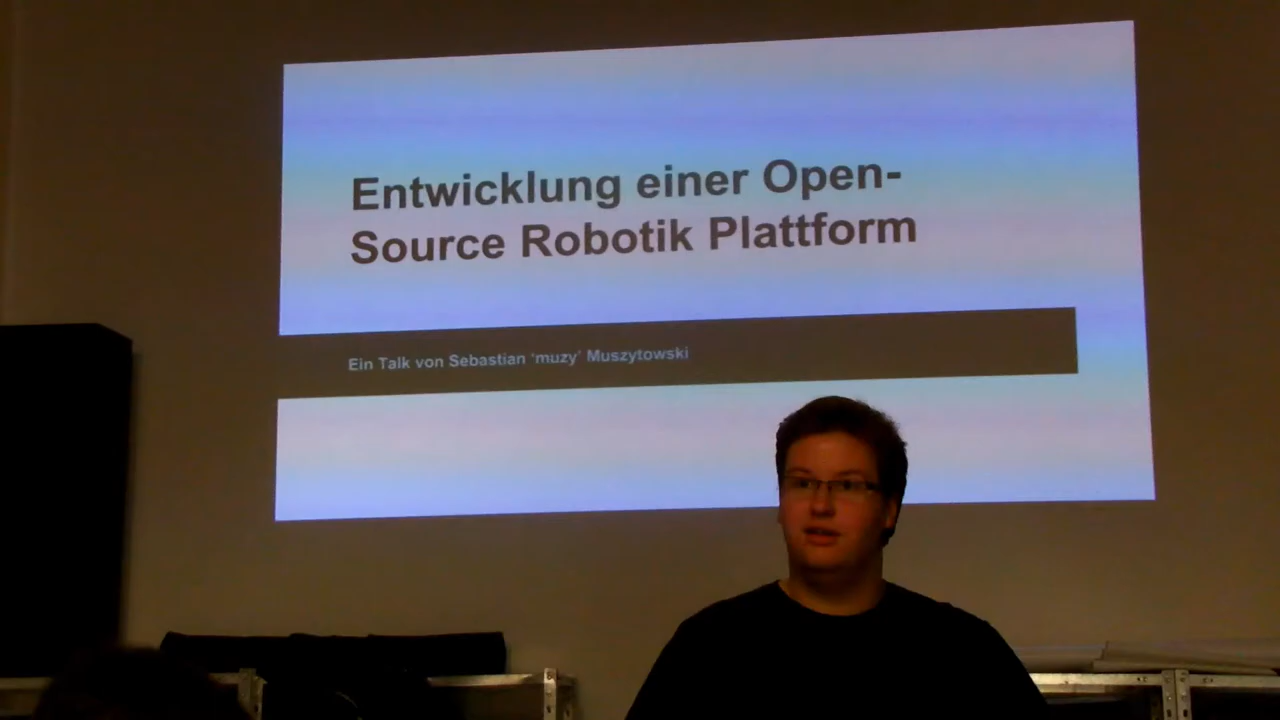 Entwicklung einer Open-
Source Robotik Plattform
Ein Talk von Sebastian ‘muzy’ Muszytowski